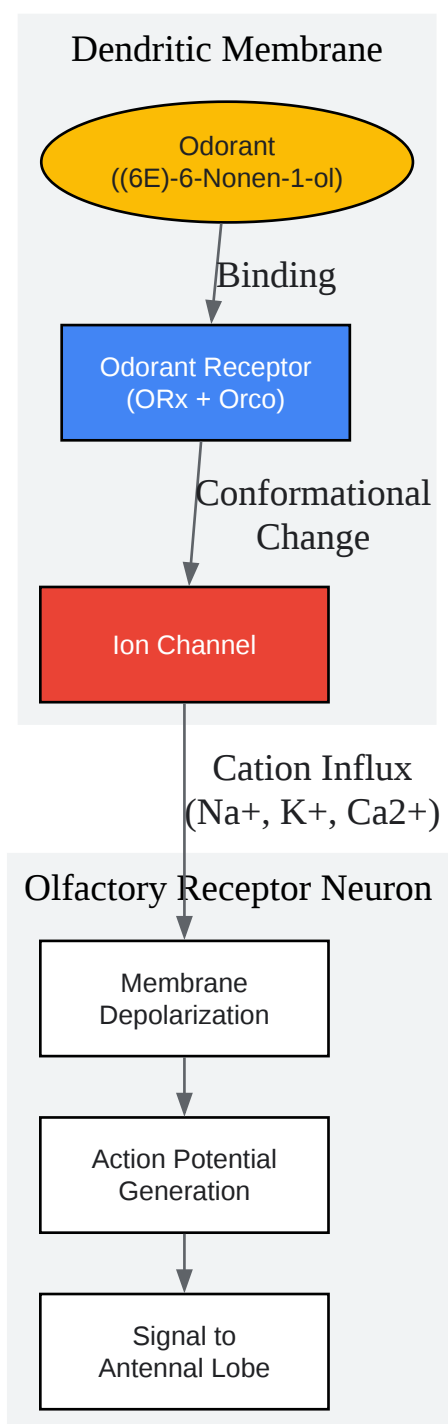 Dendritic Membrane
Odorant
((6E)-6-Nonen-1-ol)
Binding
Odorant Receptor
(ORx + Orco)
Conformational
Change
Ion Channel
Cation Influx
(Na+, K+, Ca2+)
Olfactory Receptor Neuron
Membrane
Depolarization
Action Potential
Generation
Signal to
Antennal Lobe